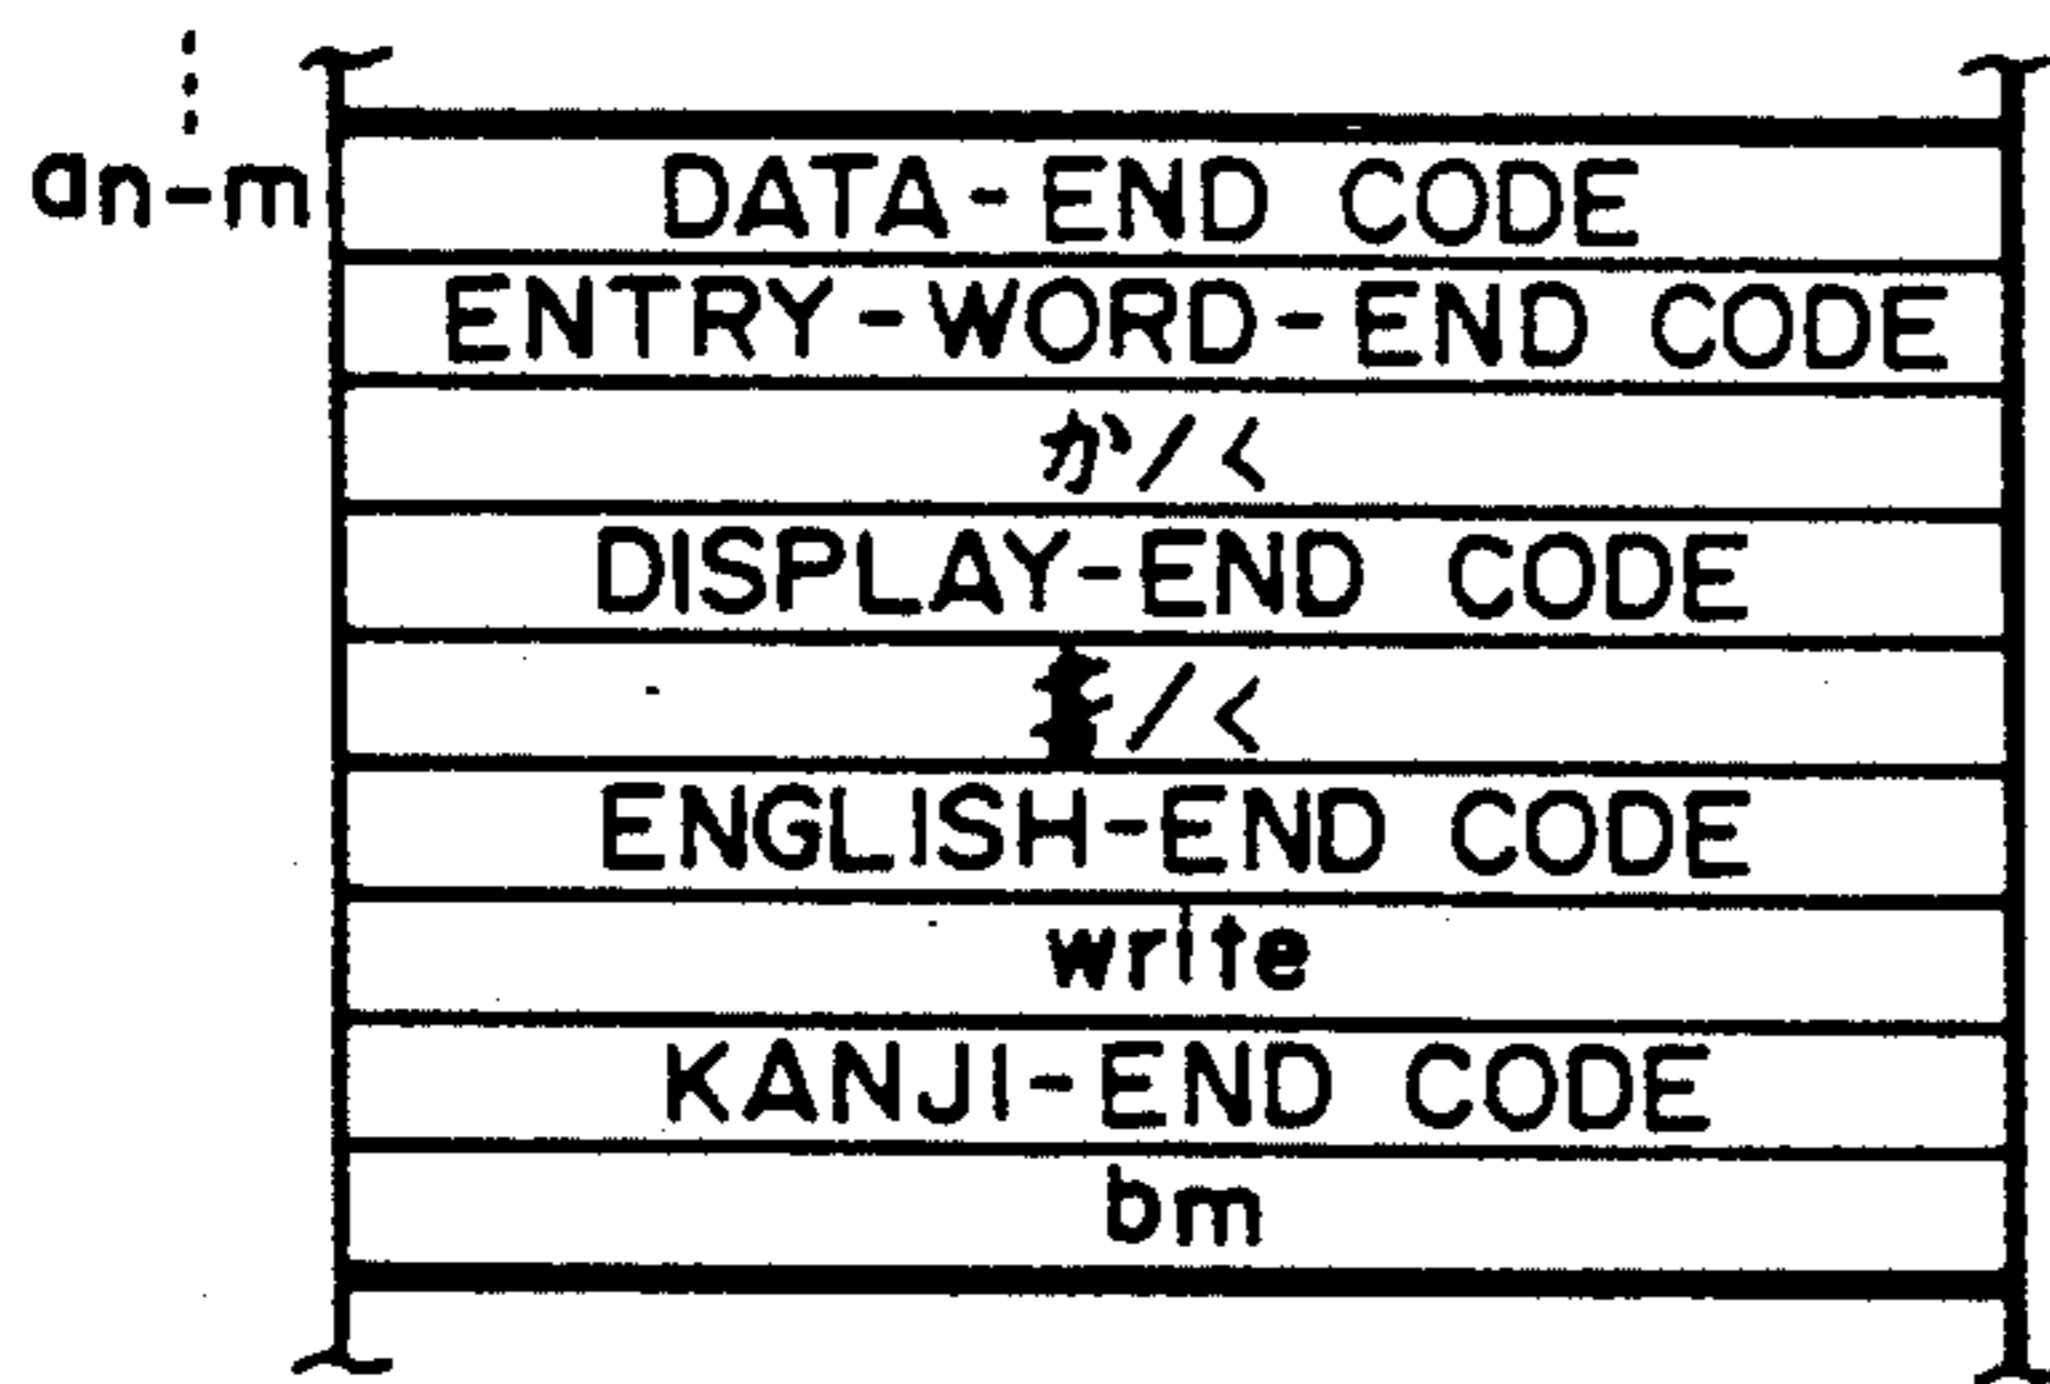 an-m
DATA-END CODE
ENTRY-WORD-END CODE
か/く
DISPLAY-END CODE
/く
ENGLISH-END CODE
write
KANJI-END CODE
bm